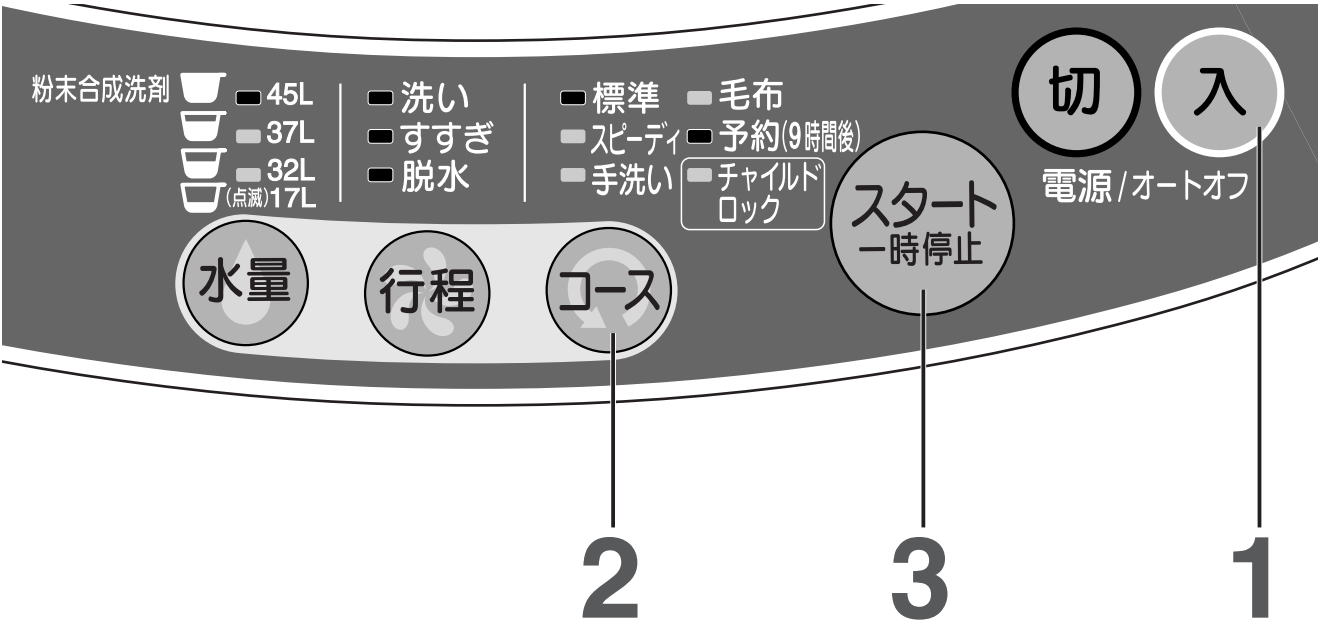 粉末合成洗剤
45L
37L
32L
(点滅)17L
洗い
すすぎ
脱水
標準
スピーディ
手洗い
毛布
予約(9時間後)
チャイルド
ロック
水量
行程
コース
スタート
一時停止
切
入
電源/オートオフ
2
3
1